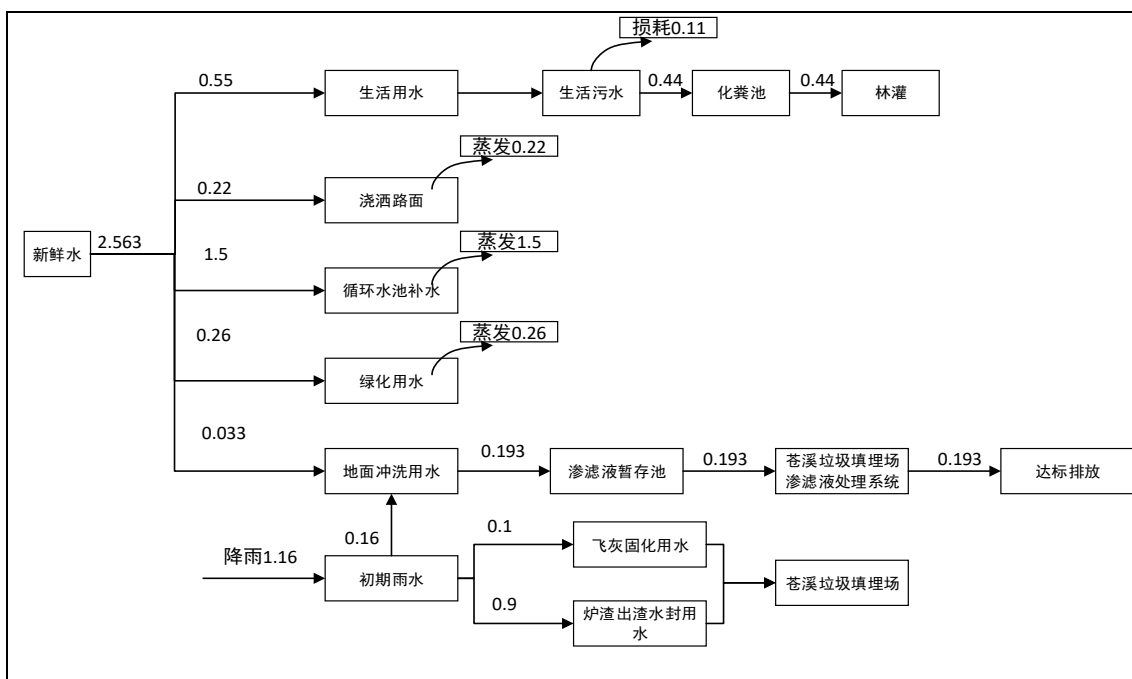 损耗0.11
0.55
生活用水
生活污水
0.44
化粪池
0.44
林灌
蒸发0.22
0.22
浇洒路面
新鲜水
2.563
蒸发1.5
1.5
循环水池补水
蒸发0.26
0.26
绿化用水
0.033
地面冲洗用水
0.193
渗滤液暂存池
0.193
苍溪垃圾填埋场
渗滤液处理系统
0.193
达标排放
0.16
降雨1.16
初期雨水
0.1
飞灰固化用水
0.9
炉渣出渣水封用
水
苍溪垃圾填埋场